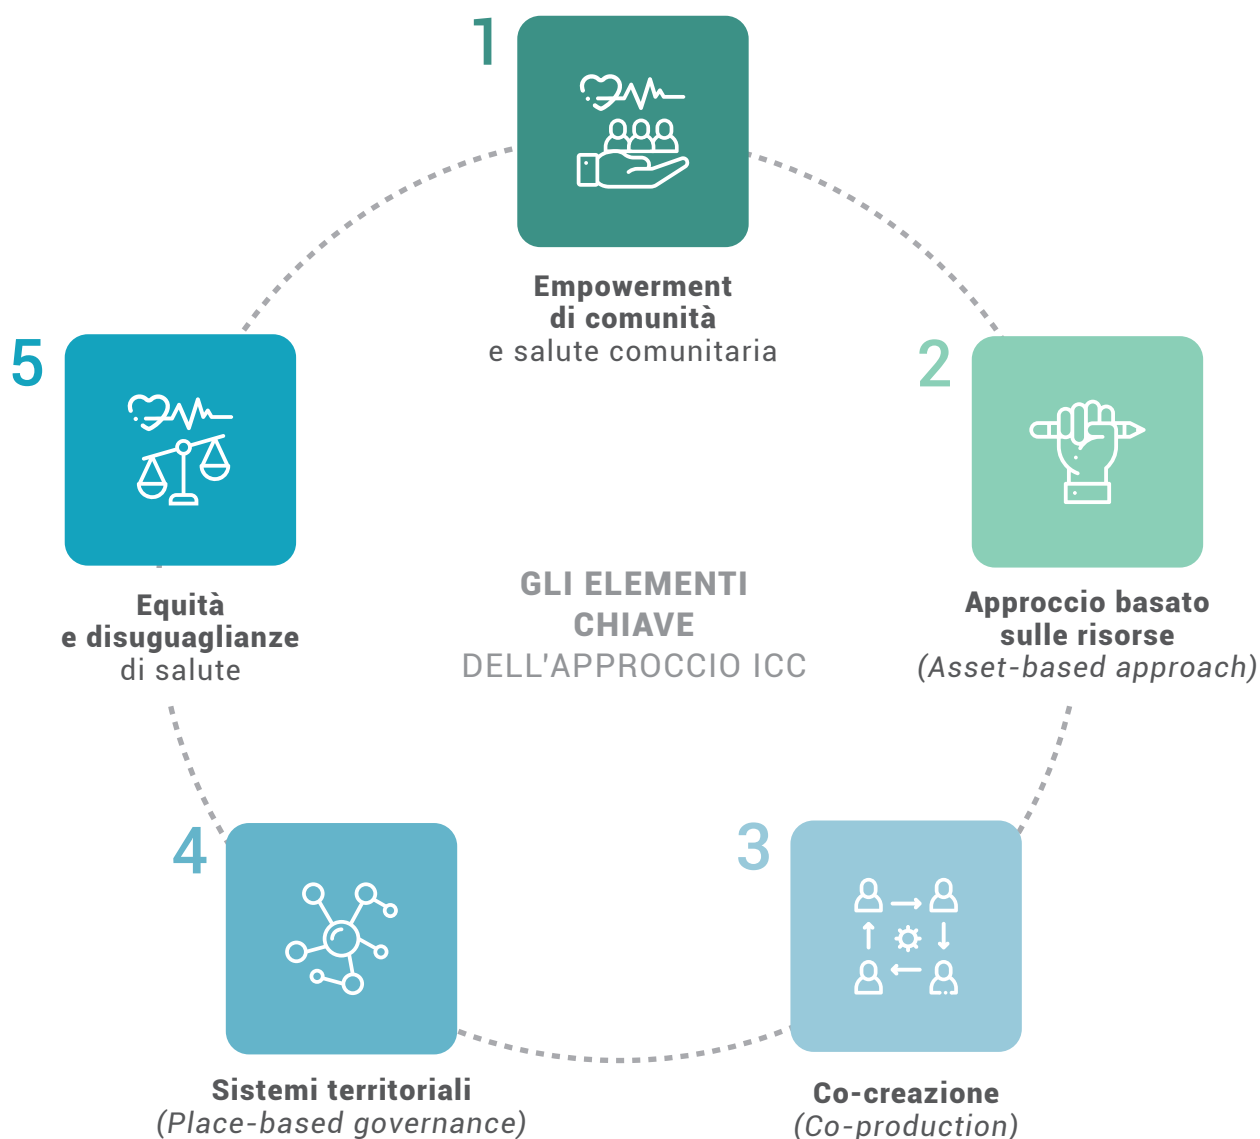 1
Empowerment
di comunità
e salute comunitaria
2
Approccio basato
sulle risorse
(Asset-based approach)
3
Co-creazione
(Co-production)
4
Sistemi territoriali
(Place-based governance)
5
Equità
e disuguaglianze
di salute
GLI ELEMENTI
CHIAVE
DELL'APPROCCIO ICC